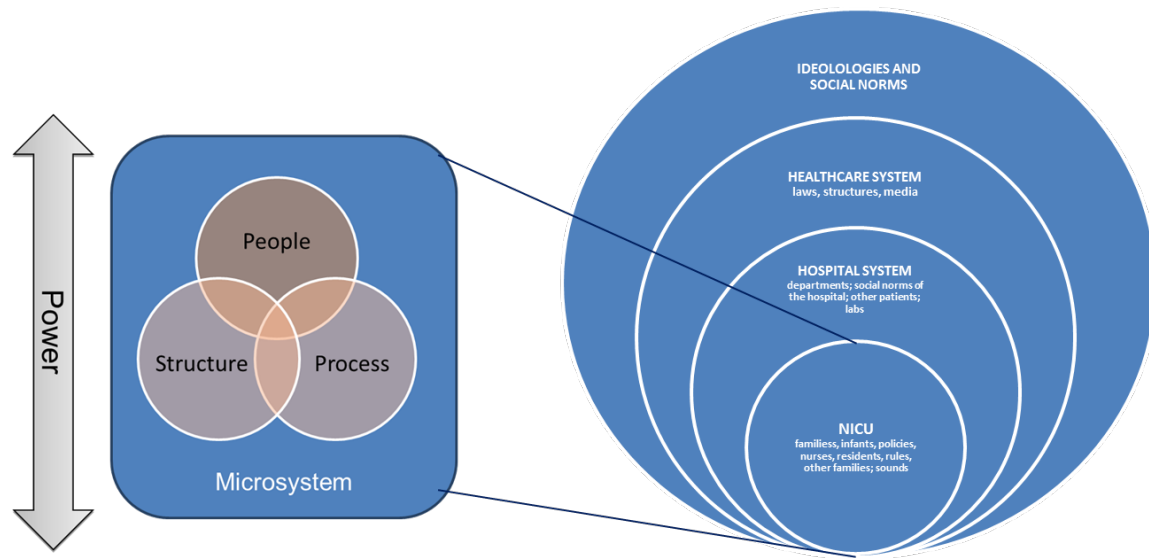 Power
People
Structure
Process
Microsystem
IDEOLOLOGIES AND
SOCIAL NORMS
HEALTHCARE SYSTEM
laws, structures, media
HOSPITAL SYSTEM
departments; social norms of
the hospital; other patients;
labs
NICU
familiess, infants, policies,
nurses, residents, rules,
other families; sounds